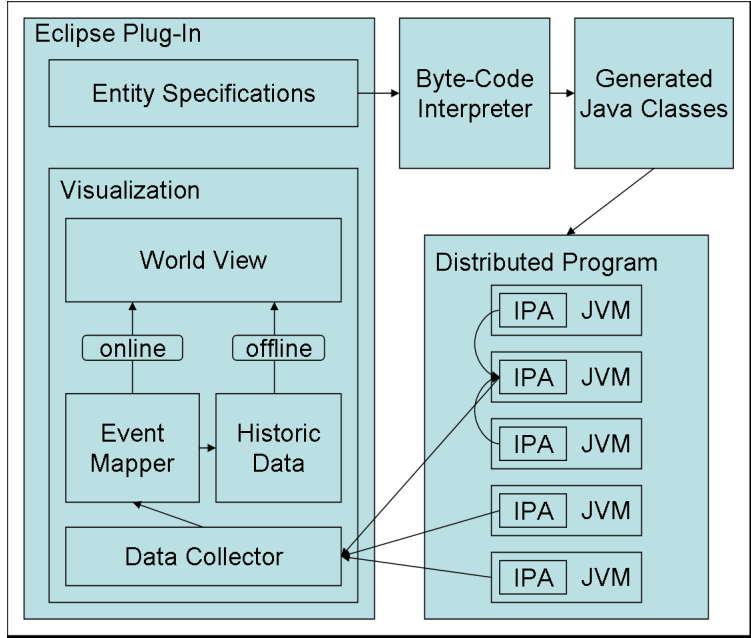 Eclipse Plug-In
Entity Specifications
Byte-Code
Interpreter
Generated
Java Classes
Visualization
World View
online
offline
Event
Mapper
Historic
Data
Data Collector
Distributed Program
IPA JVM
IPA JVM
IPA JVM
IPA JVM
IPA JVM